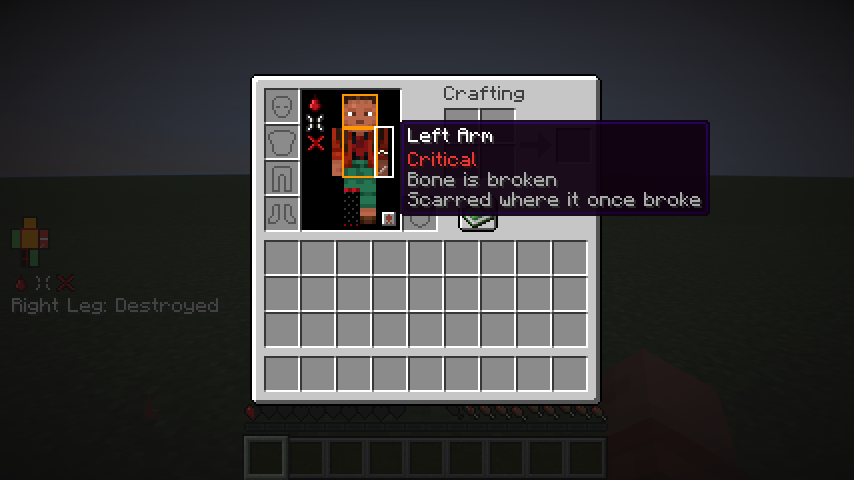 Crafting
Left Arm
Critical
Bone is broken
Scarred where it once broke
Right Leg: Destroyed